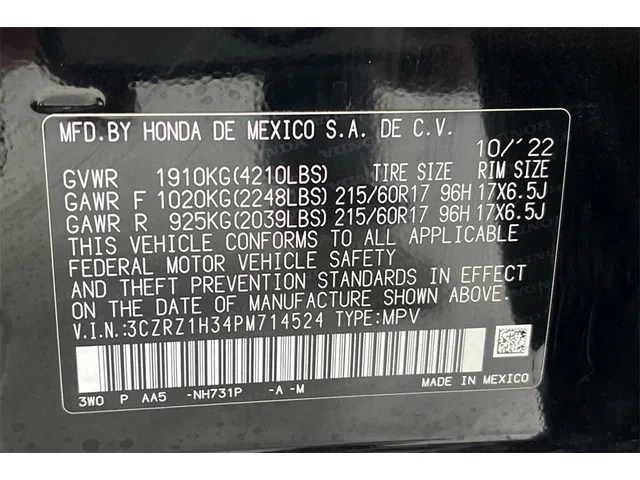 MFD.BY HONDA DE MEXICO S.A. DE C.V.
10/'22
GVWR 1910KG(4210LBS) TIRE SIZE RIM SIZE
GAWR F 1020KG(2248LBS) 215/60R17 96H 17X6.5J
GAWR R 925KG(2039LBS) 215/60R17 96H 17X6.5J
THIS VEHICLE CONFORMS TO ALL APPLICABLE
FEDERAL MOTOR VEHICLE SAFETY
AND THEFT PREVENTION STANDARDS IN EFFECT
ON THE DATE OF MANUFACTURE SHOWN ABOVE.
V.I.N.:3CZRZ1H34PM714524 TYPE:MPV
3W0 P AA5 -NH731P -A -M
MADE IN MEXICO